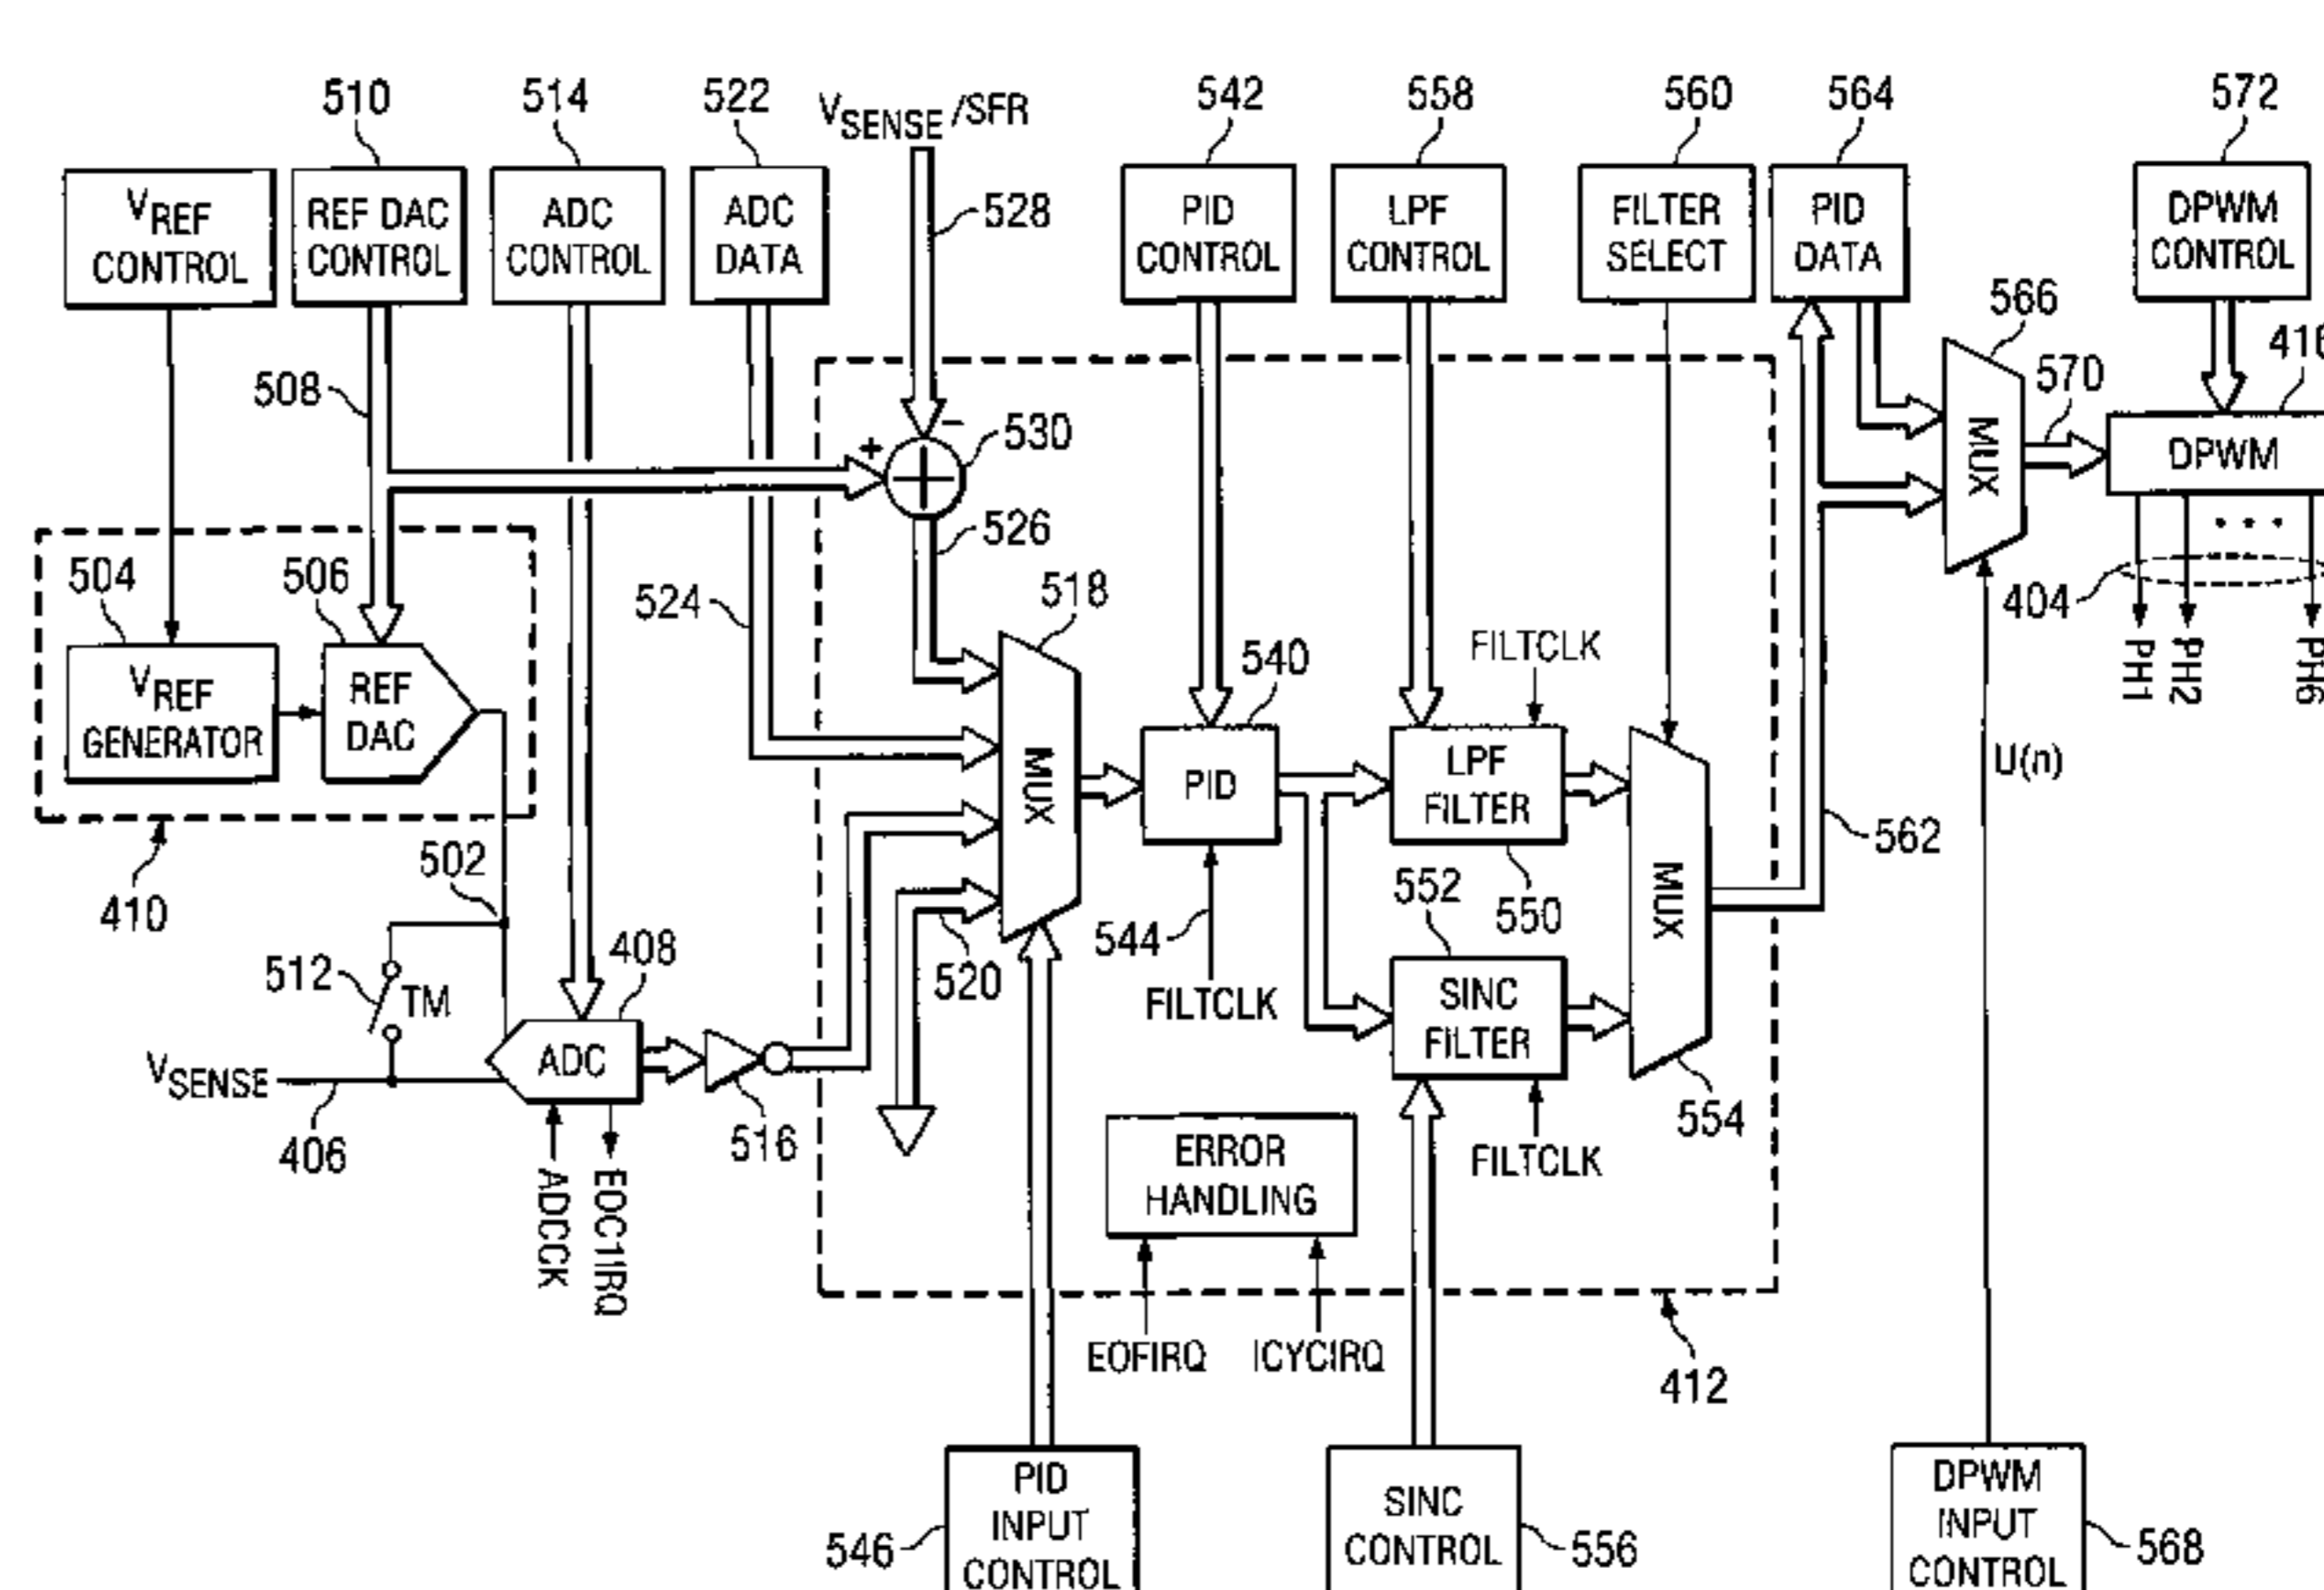 510
514
522
VSENSE/SFR
542
558
560
564
572
VREF
CONTROL
REF DAC
CONTROL
ADC
CONTROL
ADC
DATA
528
PID
CONTROL
LPF
CONTROL
FILTER
SELECT
PID
DATA
DPWM
CONTROL
566
416
508
570
+
−
530
MUX
DPWM
526
504
506
524
518
404
PH1
PH2
PH6
FILTCLK
540
VREF
GENERATOR
REF
DAC
MUX
PID
LPF
FILTER
U(n)
562
502
410
552
550
MUX
408
544
520
512
TM
FILTCLK
SINC
FILTER
VSENSE
ADC
406
516
554
ERROR
HANDLING
FILTCLK
ADCCK
EOC1IRQ
EOFIRQ
ICYCIRQ
412
PID
INPUT
CONTROL
546
SINC
CONTROL
556
DPWM
INPUT
CONTROL
568